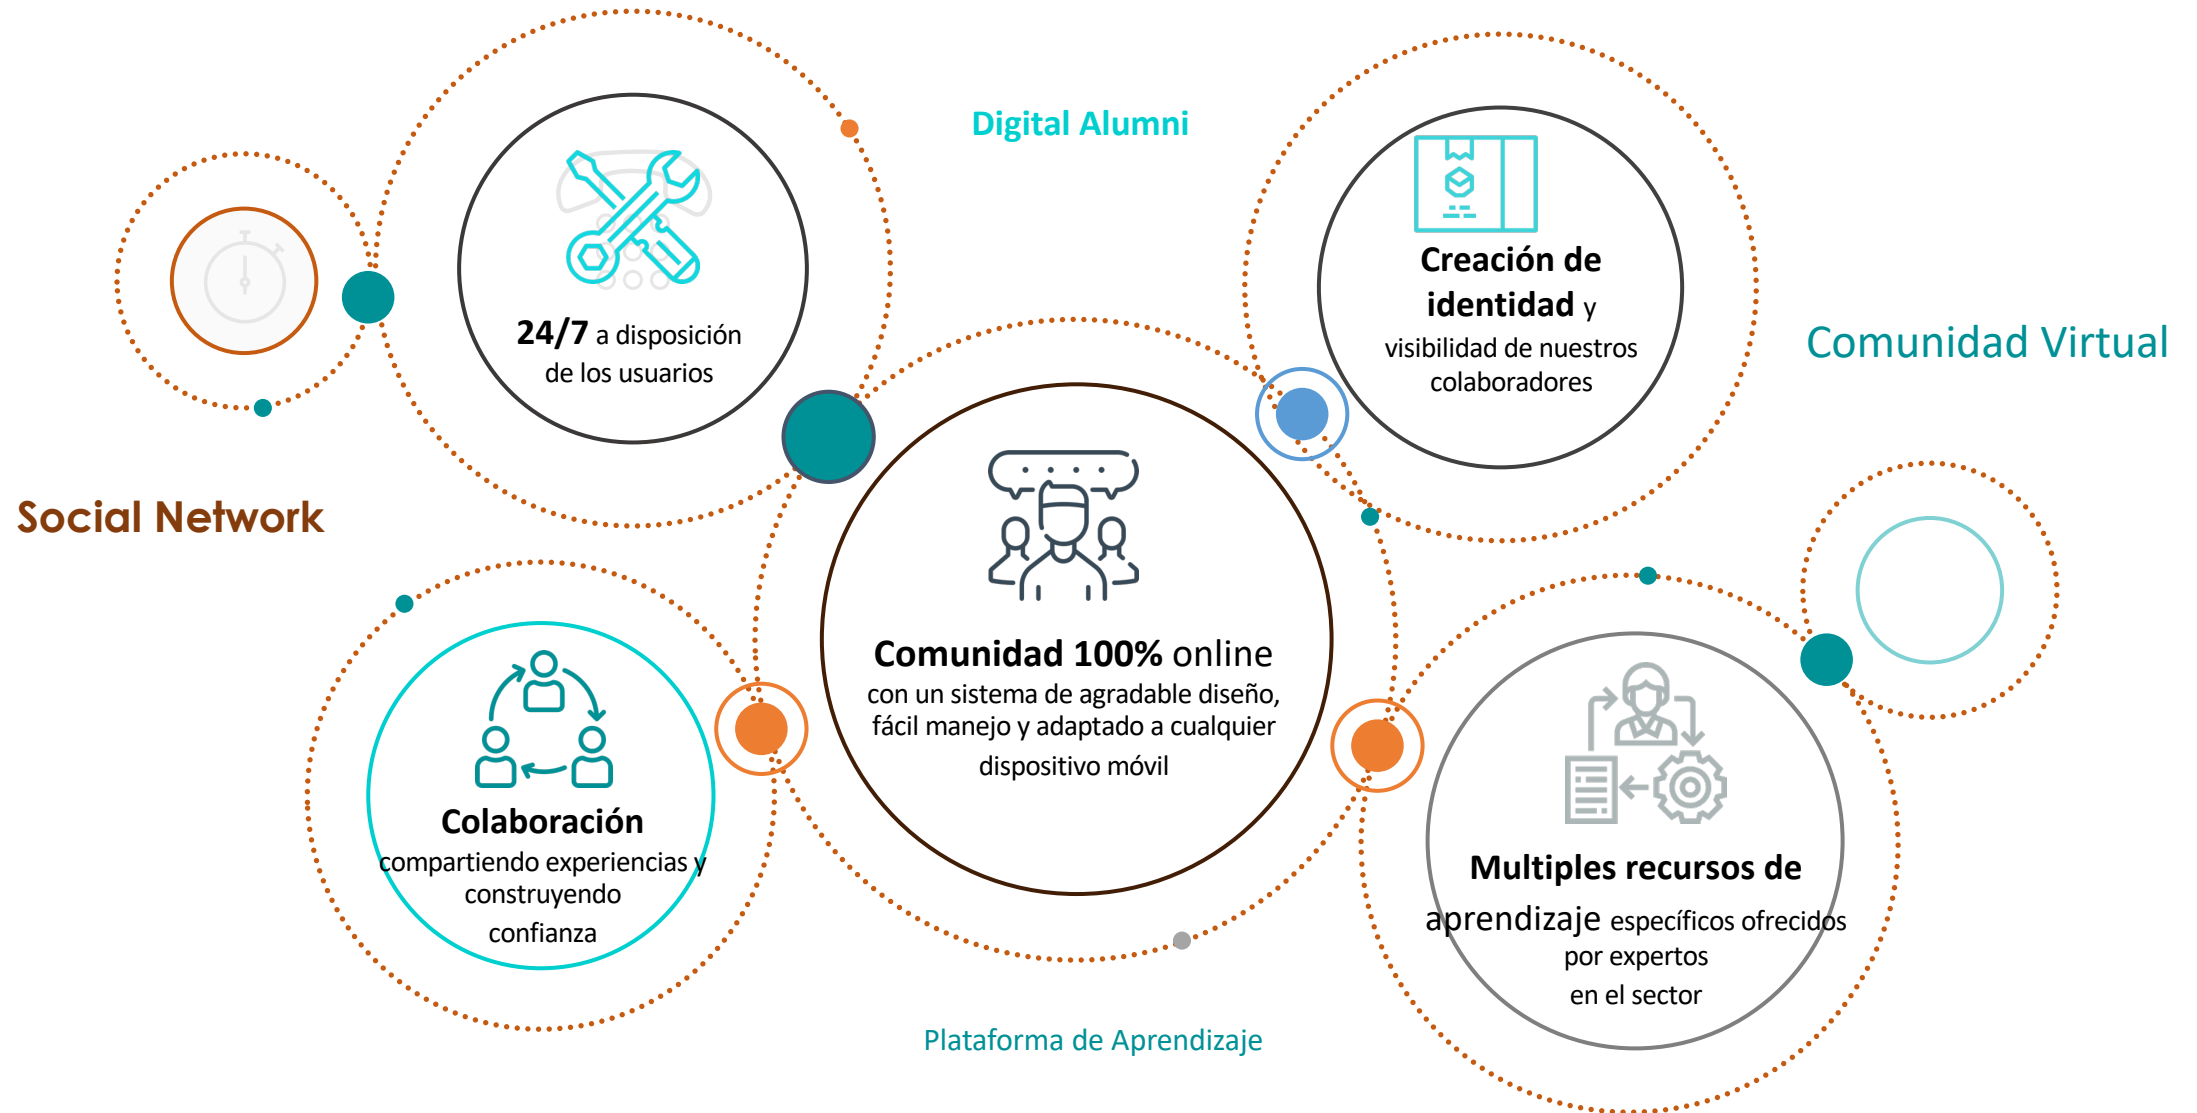 Digital Alumni
24/7 a disposición
de los usuarios
Creación de
identidad y
visibilidad de nuestros
colaboradores
Comunidad Virtual
Social Network
Comunidad 100% online
con un sistema de agradable diseño,
fácil manejo y adaptado a cualquier
dispositivo móvil
Colaboración
compartiendo experiencias y
construyendo
confianza
Multiples recursos de
aprendizaje específicos ofrecidos
por expertos
en el sector
Plataforma de Aprendizaje